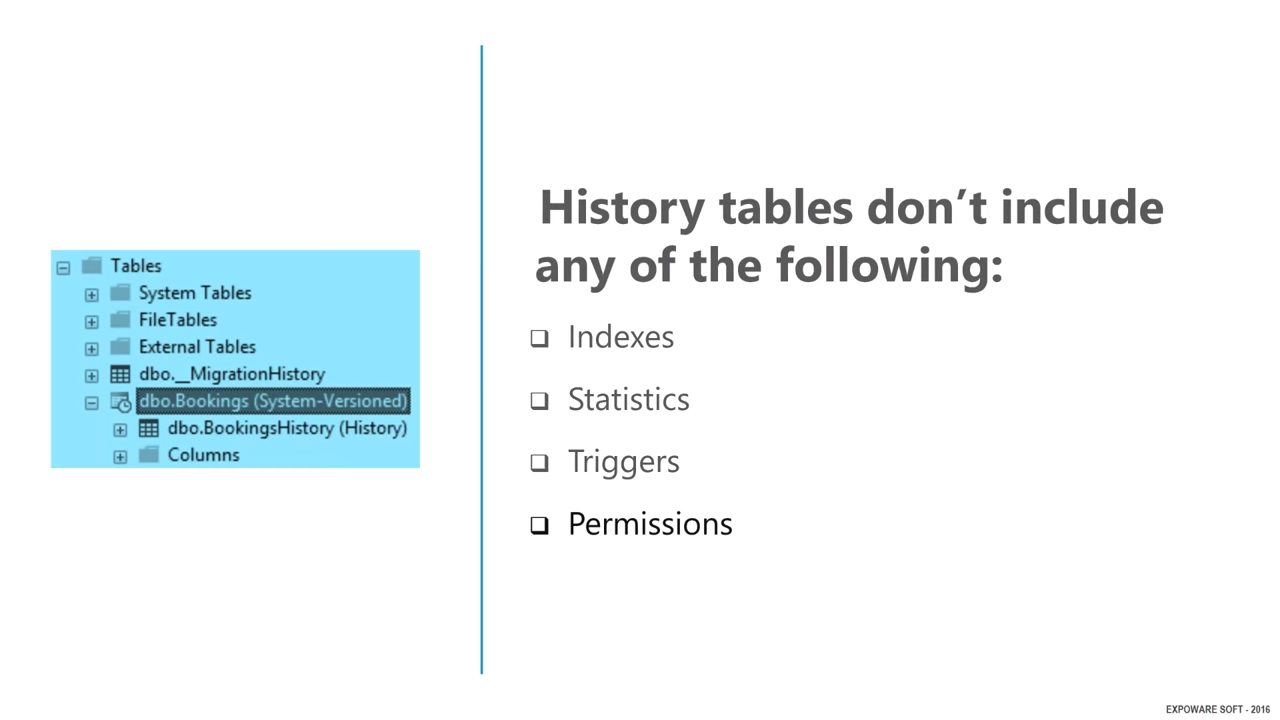 Tables
System Tables
FileTables
External Tables
dbo.__MigrationHistory
dbo.Bookings (System-Versioned)
dbo.BookingsHistory (History)
Columns
History tables don’t include
any of the following:
Indexes
Statistics
Triggers
Permissions
EXPOWARE SOFT - 2016